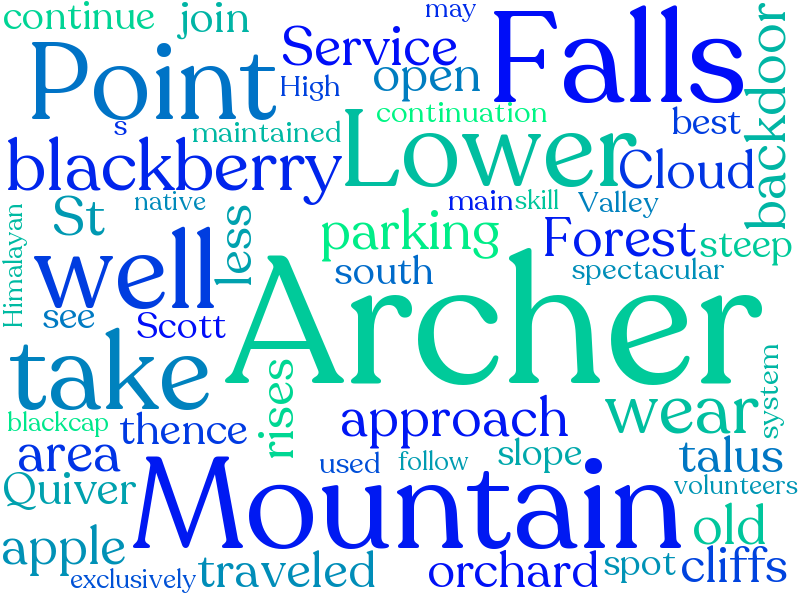 continue
join
may
Falls
Point
Service
High
open
backdoor
s
maintained
continuation
best
blackberry
Lower
Cloud
St
native
main
skill
Valley
Himalayan
less
parking
Forest
steep
well
south
spectacular
see
Scott
Archer
take
rises
system
wear
blackcap
thence
approach
area
used
follow
slope
talus
Quiver
Mountain
volunteers
old
apple
exclusively
traveled
orchard
spot
cliffs